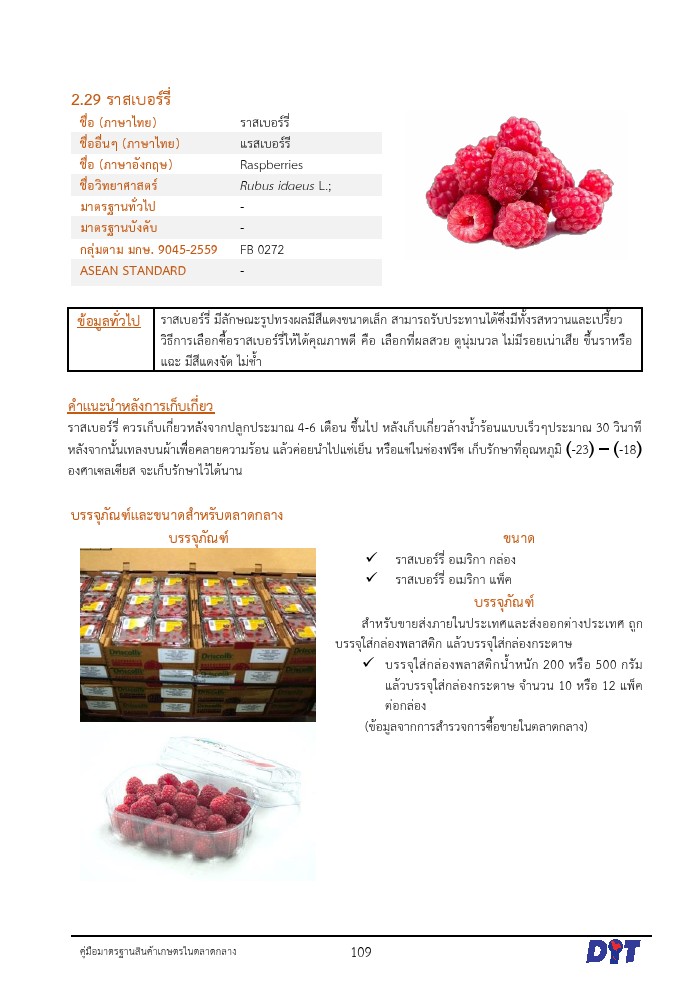 2.29 ราสเบอร์รี่
ชื่อ (ภาษาไทย) ราสเบอร์รี่
ชื่ออื่นๆ (ภาษาไทย) แรสเบอร์รี
ชื่อ (ภาษาอังกฤษ) Raspberries
ชื่อวิทยาศาสตร์ Rubus idaeus L.;
มาตรฐานทั่วไป -
มาตรฐานบังคับ -
กลุ่มตาม มกษ. 9045-2559 FB 0272
ASEAN STANDARD -
ข้อมูลทั่วไป ราสเบอร์รี่ มีลักษณะรูปทรงผลมีสีแดงขนาดเล็ก สามารถรับประทานได้ซึ่งมีทั้งรสหวานและเปรี้ยว
วิธีการเลือกซื้อราสเบอร์รี่ให้ได้คุณภาพดี คือ เลือกที่ผลสวย ดูนุ่มนวล ไม่มีรอยเน่าเสีย ขึ้นราหรือ
แฉะ มีสีแดงจัด ไม่ช้ำ
คำแนะนำหลังการเก็บเกี่ยว
ราสเบอร์รี่ ควรเก็บเกี่ยวหลังจากปลูกประมาณ 4-6 เดือน ขึ้นไป หลังเก็บเกี่ยวล้างน้ำร้อนแบบเร็วๆประมาณ 30 วินาที
หลังจากนั้นเทลงบนผ้าเพื่อคลายความร้อน แล้วค่อยนำไปแช่เย็น หรือแช่ในช่องฟรีซ เก็บรักษาที่อุณหภูมิ (-23) – (-18)
องศาเซลเซียส จะเก็บรักษาไว้ได้นาน
บรรจุภัณฑ์และขนาดสำหรับตลาดกลาง
บรรจุภัณฑ์
ขนาด
✓ ราสเบอร์รี่ อเมริกา กล่อง
✓ ราสเบอร์รี่ อเมริกา แพ็ค
บรรจุภัณฑ์
สำหรับขายส่งภายในประเทศและส่งออกต่างประเทศ ถูก
บรรจุใส่กล่องพลาสติก แล้วบรรจุใส่กล่องกระดาษ
✓ บรรจุใส่กล่องพลาสติกน้ำหนัก 200 หรือ 500 กรัม
แล้วบรรจุใส่กล่องกระดาษ จำนวน 10 หรือ 12 แพ็ค
ต่อกล่อง
(ข้อมูลจากการสำรวจการซื้อขายในตลาดกลาง)
คู่มือมาตรฐานสินค้าเกษตรในตลาดกลาง 109 DIT